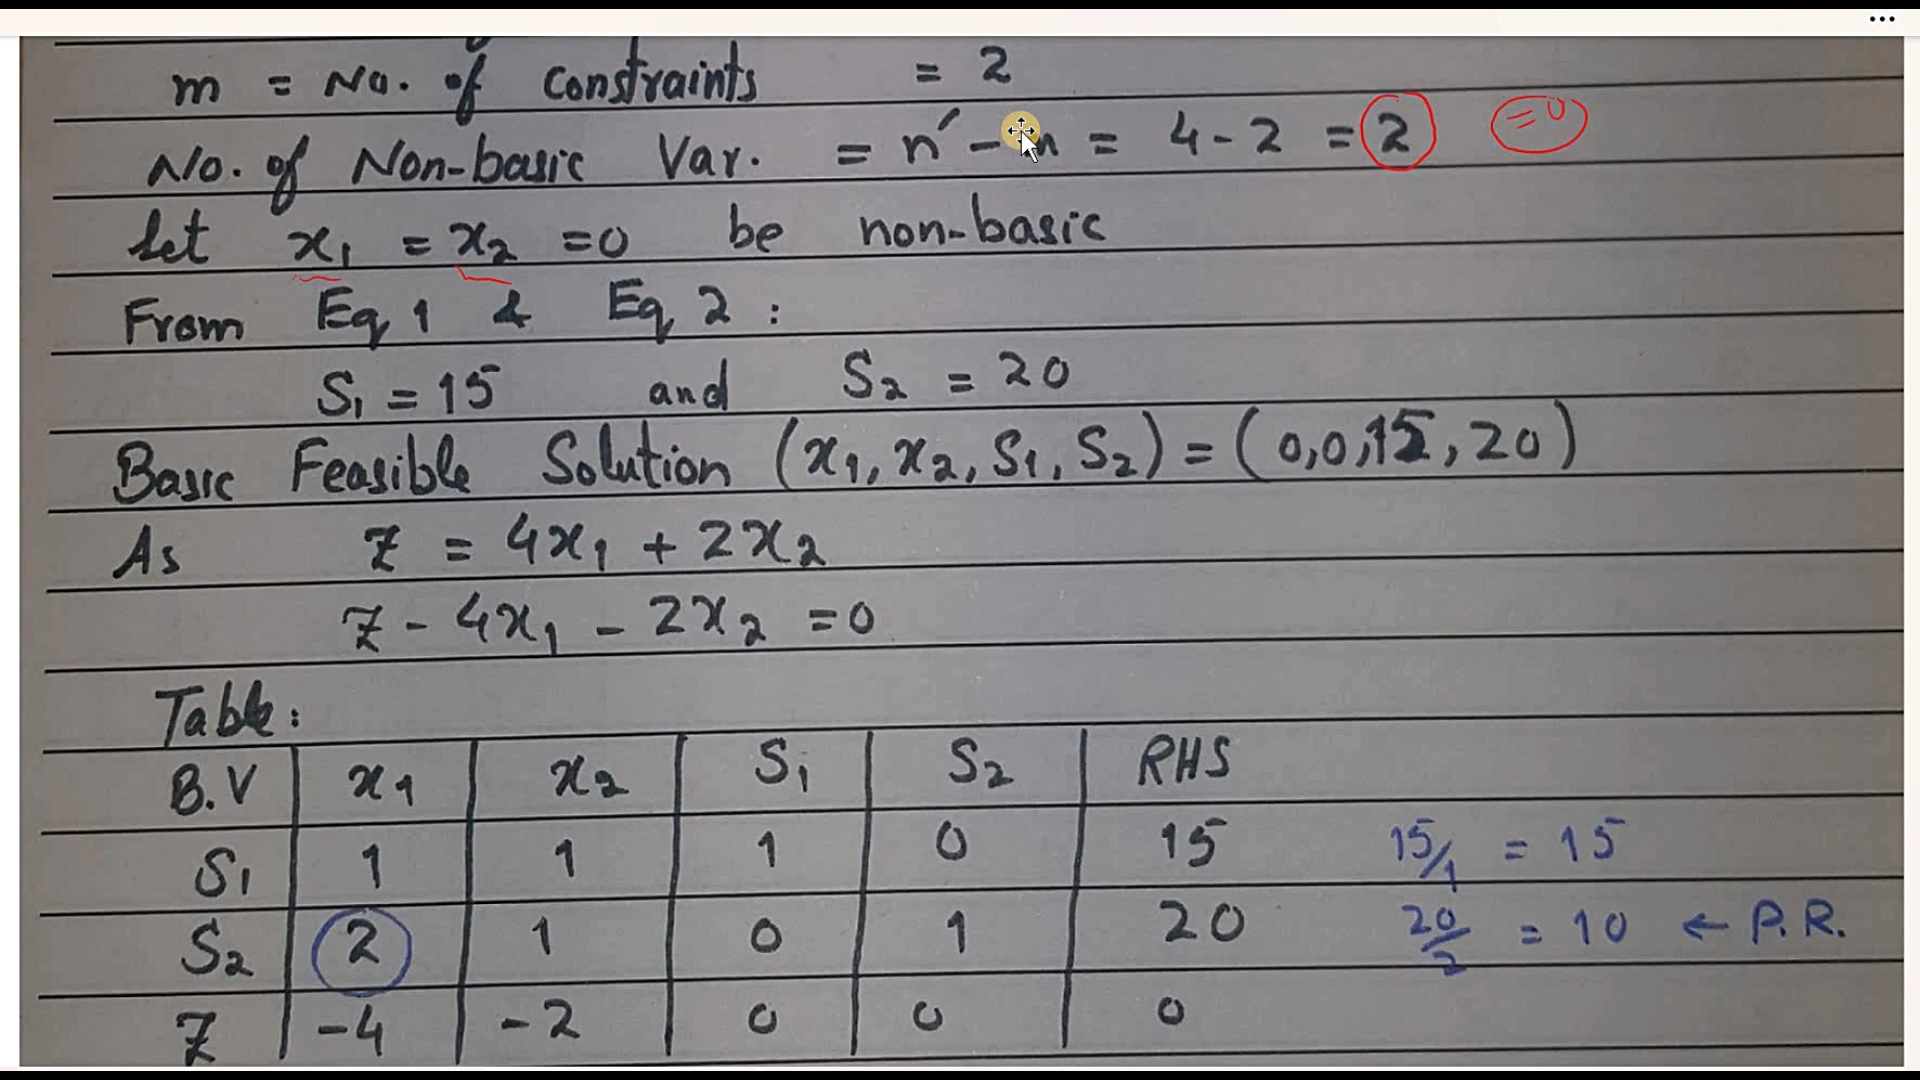 m = No. of constraints = 2
No. of Non-basic Var. = n' - m = 4 - 2 = 2 =0
Let x₁ = x₂ = 0 be non-basic
From Eq 1 & Eq 2 :
S₁ = 15 and S₂ = 20
Basic Feasible Solution (x₁, x₂, S₁, S₂) = (0,0,15,20)
As Z = 4x₁ + 2x₂
Z - 4x₁ - 2x₂ = 0
Table:
B.V x₁ x₂ S₁ S₂ RHS
S₁ 1 1 1 0 15 15/1 = 15
S₂ 2 1 0 1 20 20/2 = 10 ← P.R.
Z -4 -2 0 0 0